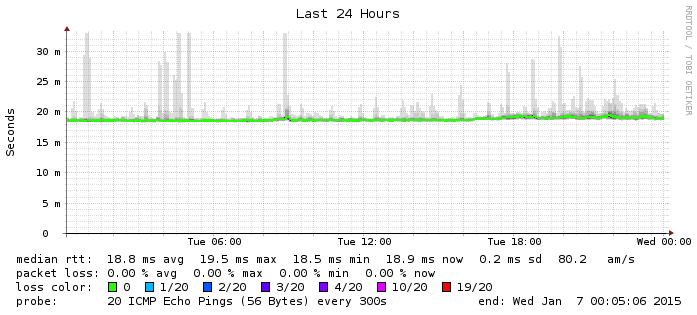 Last 24 Hours
RRDTOOL / TOBI OETIKER
Seconds
30 m
25 m
20 m
15 m
10 m
5 m
0
Tue 06:00 Tue 12:00 Tue 18:00 Wed 00:00
median rtt: 18.8 ms avg 19.5 ms max 18.5 ms min 18.9 ms now 0.2 ms sd 80.2 am/s
packet loss: 0.00 % avg 0.00 % max 0.00 % min 0.00 % now
loss color: 0 1/20 2/20 3/20 4/20 10/20 19/20
probe: 20 ICMP Echo Pings (56 Bytes) every 300s end: Wed Jan 7 00:05:06 2015